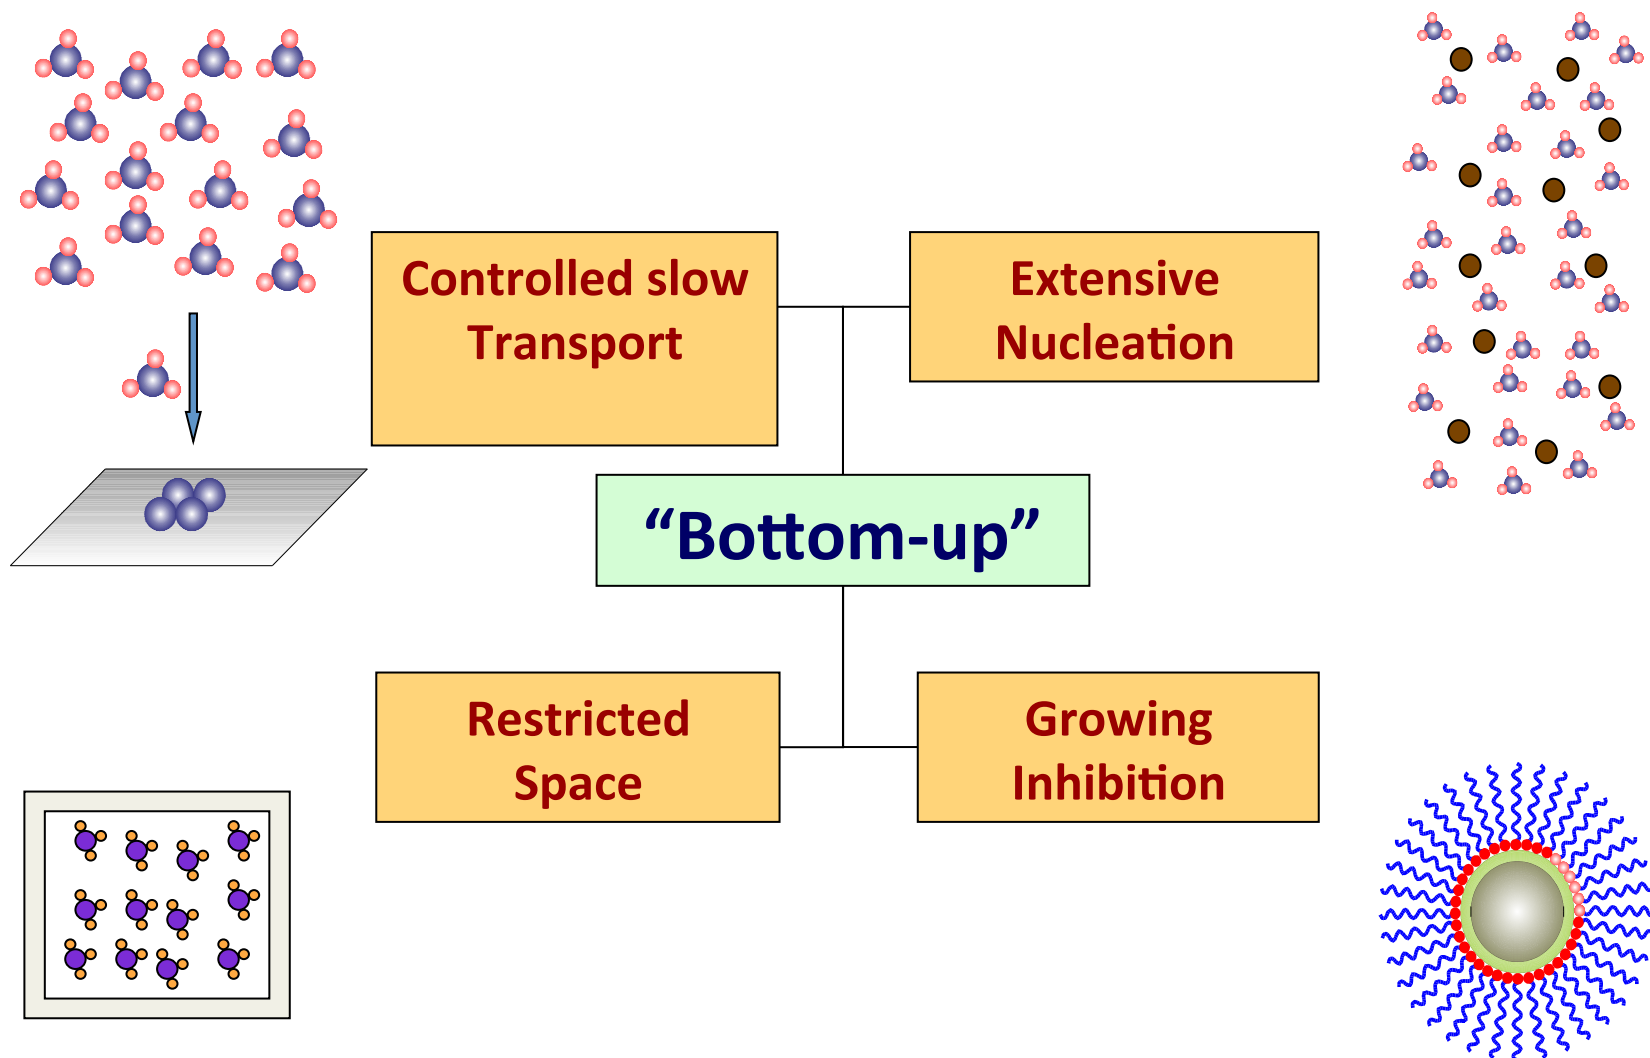 Controlled slow
Transport
Extensive
Nucleation
“Bottom-up”
Restricted
Space
Growing
Inhibition